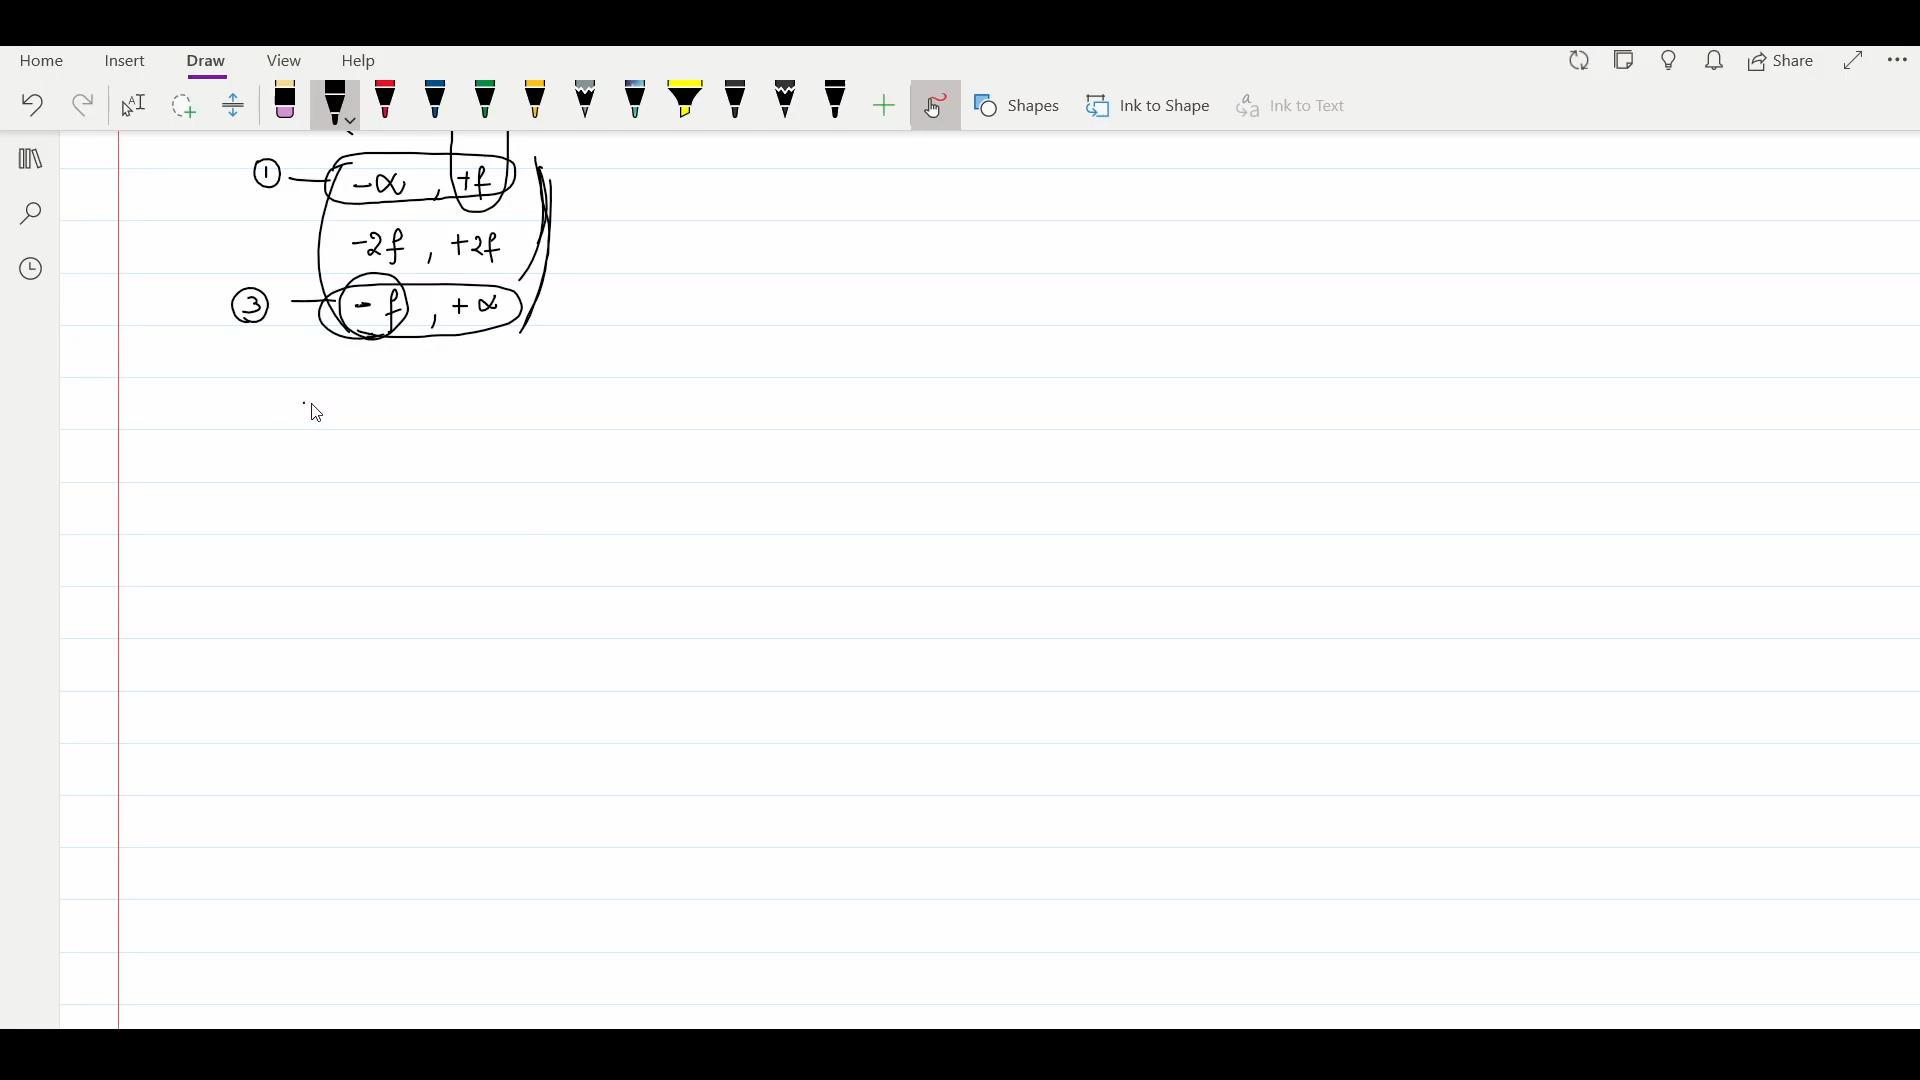 Home Insert Draw View Help Share
Shapes Ink to Shape Ink to Text
① -α , +f
-2f , +2f
③ -f , +α